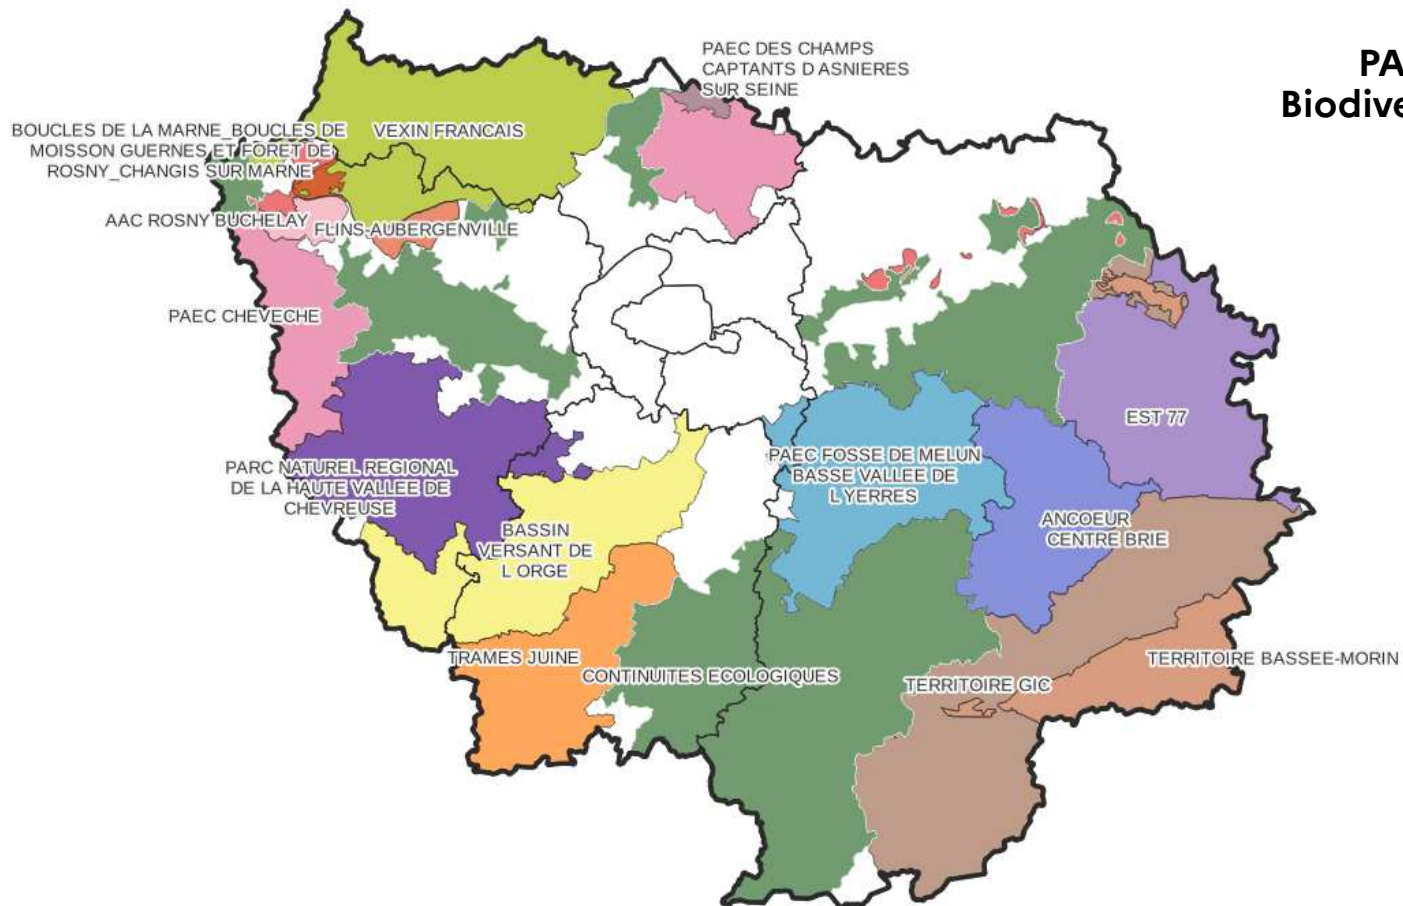 PAEC DES CHAMPS
CAPTANTS D ASNIERES
SUR SEINE
PA
Biodive
BOUCLES DE LA MARNE_BOUCLES DE
MOISSON GUERNES ET FORET DE
ROSNY_CHANGIS SUR MARNE
VEXIN FRANCAIS
AAC ROSNY BUCHELAY
FLINS AUBERGENVILLE
PAEC CHEVECHE
EST 77
PARC NATUREL REGIONAL
DE LA HAUTE VALLEE DE
CHEVREUSE
PAEC FOSSE DE MELUN
BASSE VALLEE DE
L YERRES
BASSIN
VERSANT DE
L ORGE
ANCOEUR
CENTRE BRIE
TRAMES JUINE
CONTINUITES ECOLOGIQUES
TERRITOIRE GIC
TERRITOIRE BASSEE-MORIN